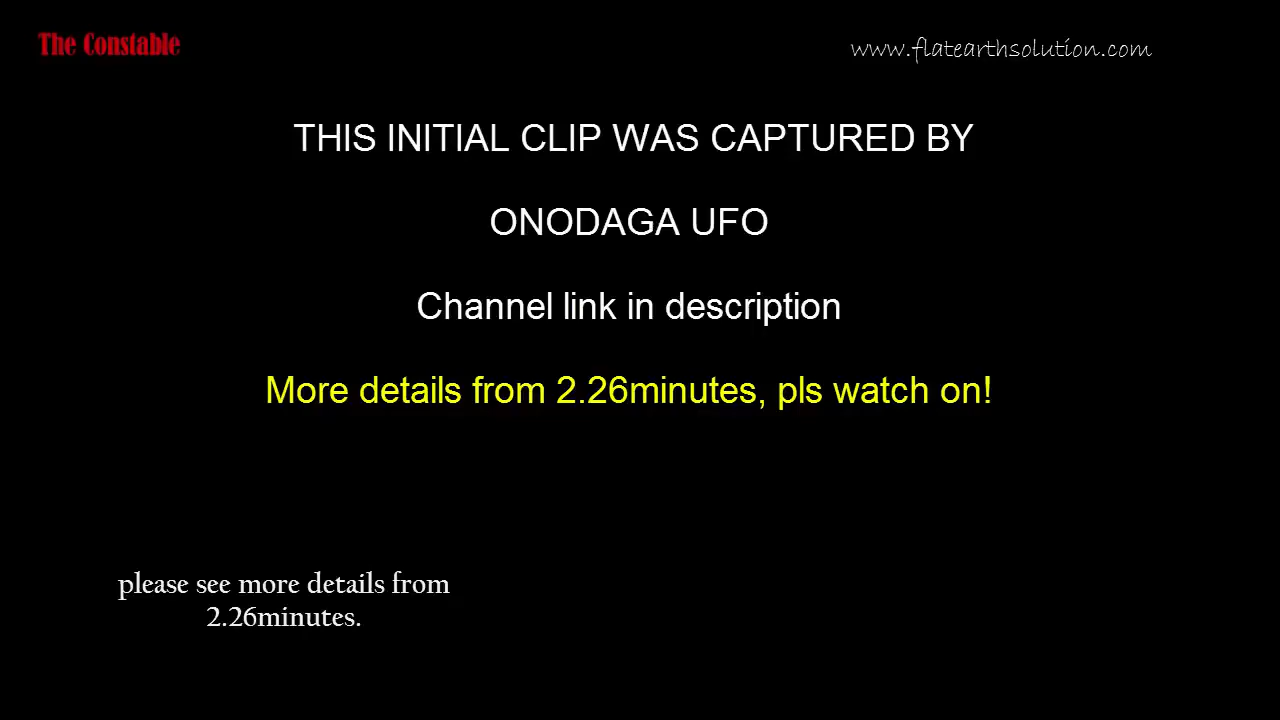 The Constable
www.flatearthsolution.com
THIS INITIAL CLIP WAS CAPTURED BY
ONODAGA UFO
Channel link in description
More details from 2.26minutes, pls watch on!
please see more details from
2.26minutes.